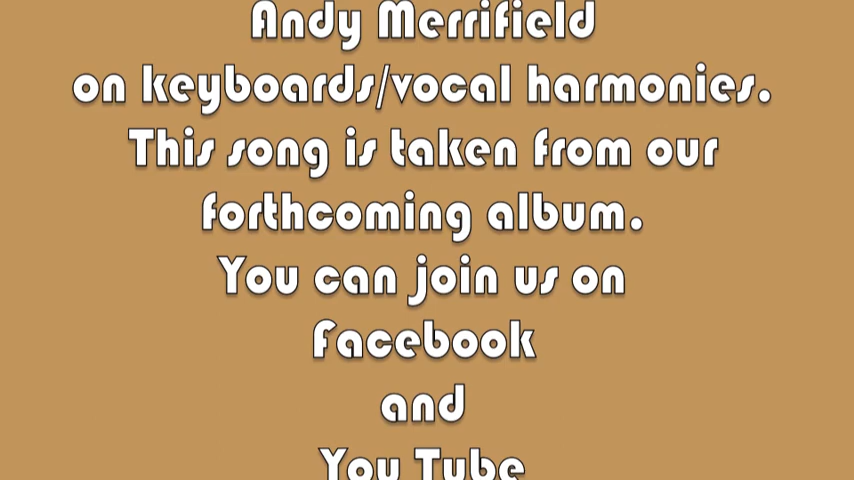 Andy Merrifield
on keyboards/vocal harmonies.
This song is taken from our
forthcoming album.
You can join us on
Facebook
and
You Tube